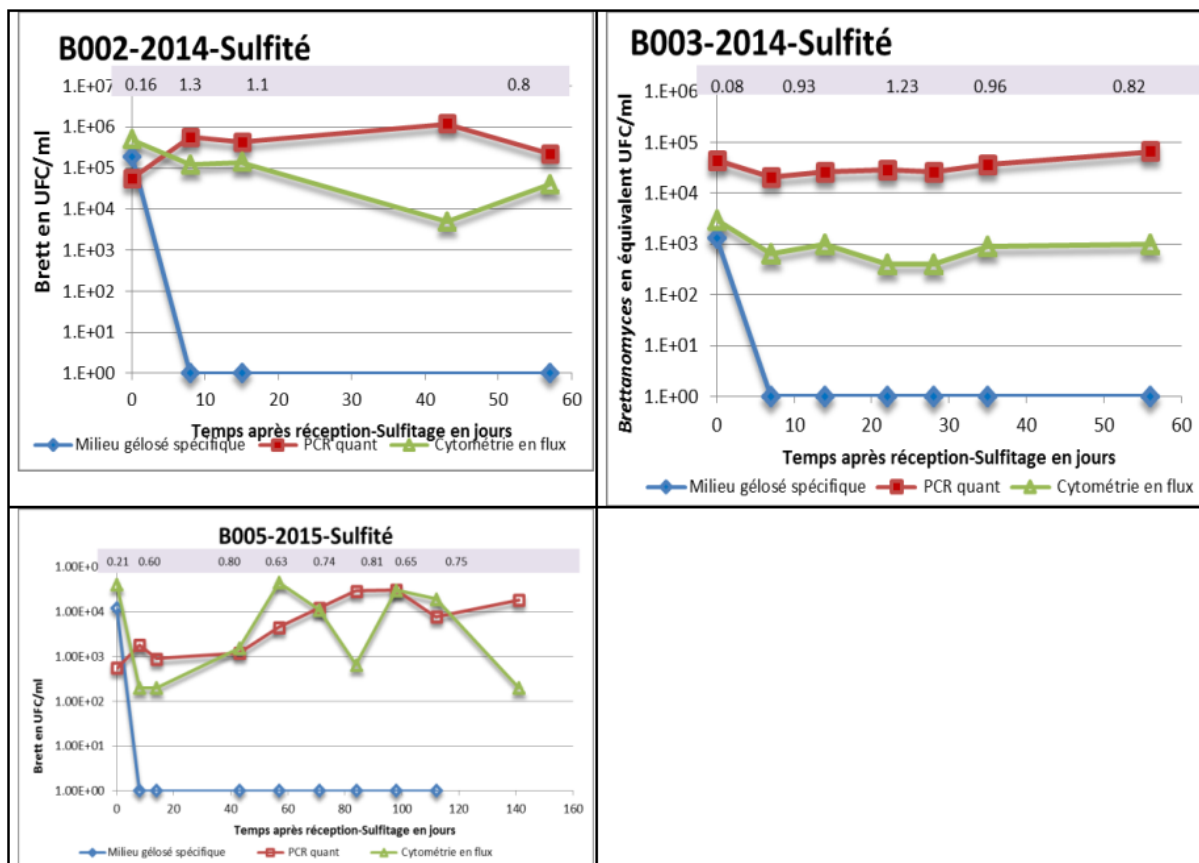 B002-2014-Sulfité
0.16 1.3 1.1 0.8
1.E+07
1.E+06
1.E+05
1.E+04
1.E+03
1.E+02
1.E+01
1.E+00
Brett en UFC/ml
0 10 20 30 40 50 60
Temps après réception-Sulfitage en jours
Milieu gélosé spécifique PCR quant Cytométrie en flux
B003-2014-Sulfité
0.08 0.93 1.23 0.96 0.82
1.E+06
1.E+05
1.E+04
1.E+03
1.E+02
1.E+01
1.E+00
Brettanomyces en équivalent UFC/ml
0 10 20 30 40 50 60
Temps après réception-Sulfitage en jours
Milieu gélosé spécifique PCR quant Cytométrie en flux
B005-2015-Sulfité
0.21 0.60 0.80 0.63 0.74 0.81 0.65 0.75
1.00E+0
1.00E+04
1.00E+03
1.00E+02
1.00E+01
1.00E+00
Brett en UFC/ml
0 20 40 60 80 100 120 140 160
Temps après réception-Sulfitage en jours
Milieu gélosé spécifique PCR quant Cytométrie en flux